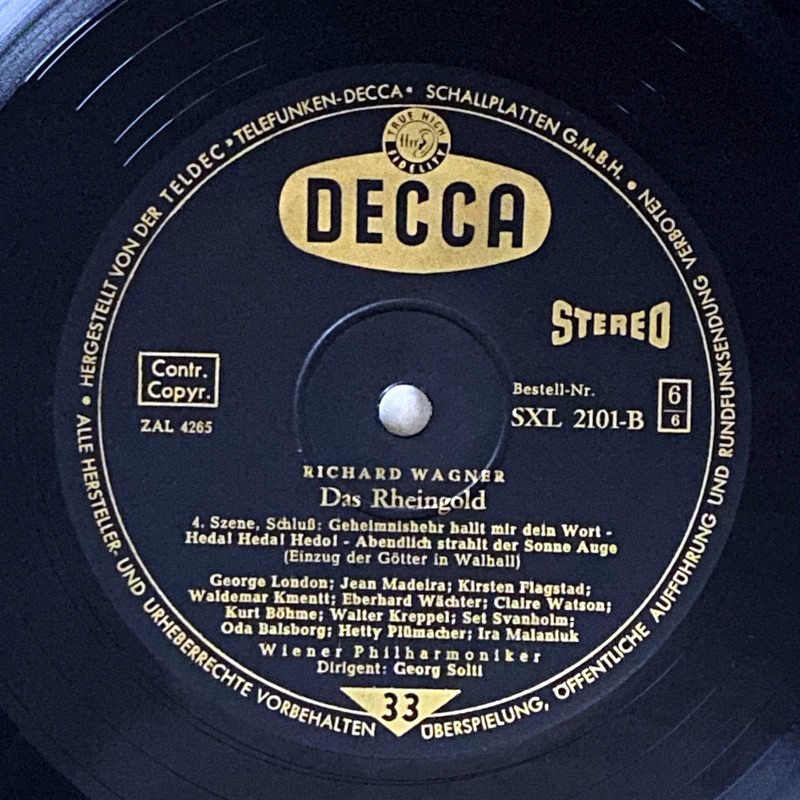 HERGESTELLT VON DER TELDEC • TELEFUNKEN-DECCA • SCHALLPLATTEN G.M.B.H. •
ALLE HERSTELLER- UND URHEBERRECHTE VORBEHALTEN
ÜBERSPIELUNG, ÖFFENTLICHE AUFFÜHRUNG UND RUNDFUNKSENDUNG VERBOTEN
TRUE HIGH
ffrr
FIDELITY
DECCA
STEREO
Contr.
Copyr.
ZAL 4265
Bestell-Nr.
SXL 2101-B
6
6
RICHARD WAGNER
Das Rheingold
4. Szene, Schluß: Geheimnishehr hallt mir dein Wort -
Heda! Heda! Hedo! - Abendlich strahlt der Sonne Auge
(Einzug der Götter in Walhall)
George London; Jean Madeira; Kirsten Flagstad;
Waldemar Kmentt; Eberhard Wächter; Claire Watson;
Kurt Böhme; Walter Kreppel; Set Svanholm;
Oda Balsborg; Hetty Plümacher; Ira Malaniuk
Wiener Philharmoniker
Dirigent: Georg Solti
33